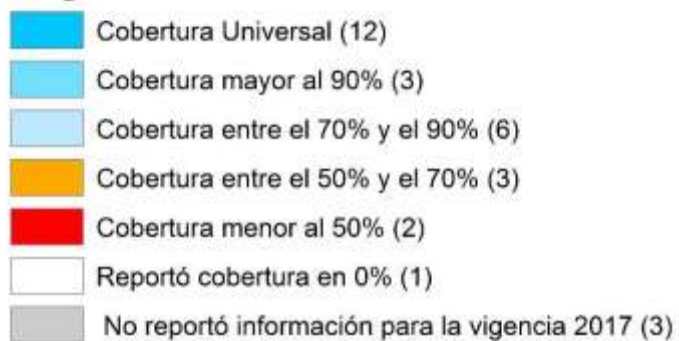 Cobertura Universal (12)
Cobertura mayor al 90% (3)
Cobertura entre el 70% y el 90% (6)
Cobertura entre el 50% y el 70% (3)
Cobertura menor al 50% (2)
Reportó cobertura en 0% (1)
No reportó información para la vigencia 2017 (3)